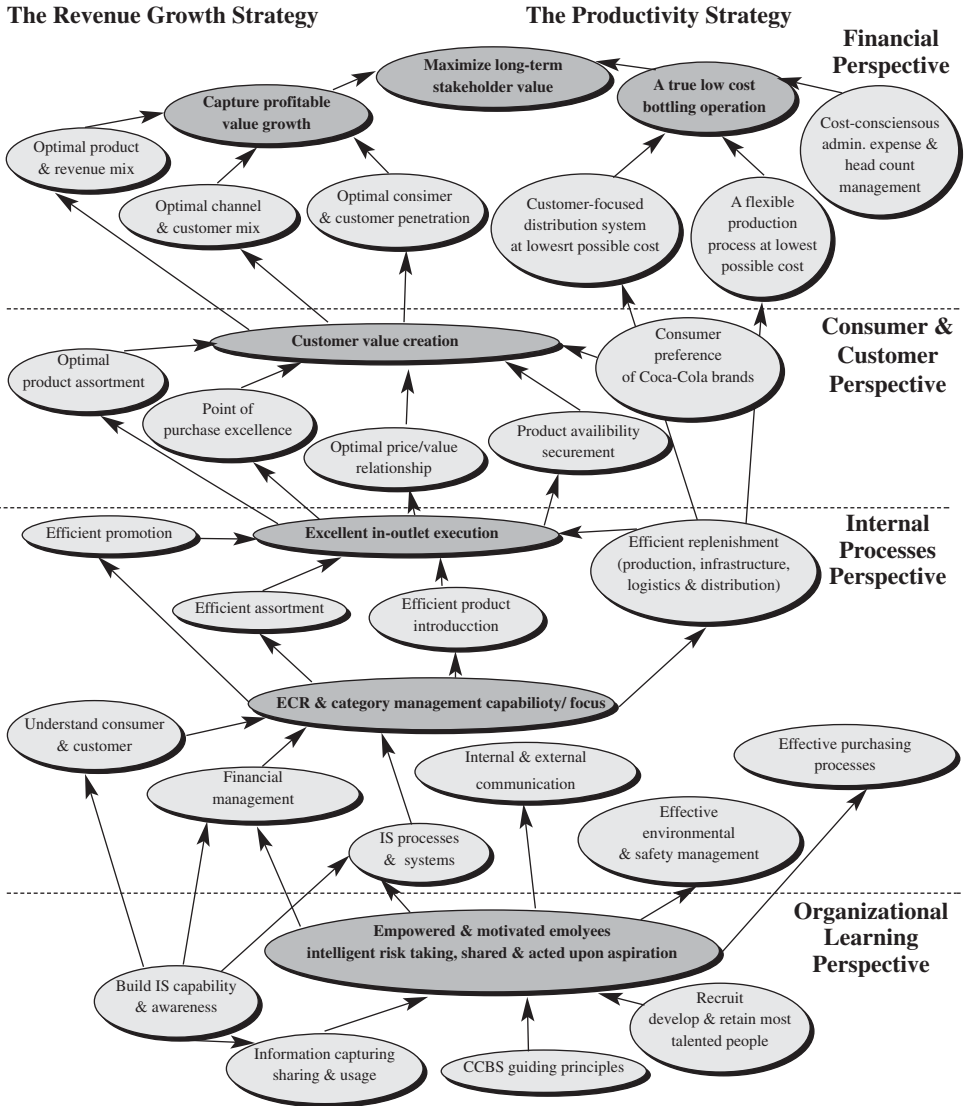 The Revenue Growth Strategy
The Productivity Strategy
Financial
Perspective
Maximize long-term
stakeholder value
A true low cost
bottling operation
Capture profitable
value growth
Cost-consciensous
admin. expense &
head count
management
Optimal product
& revenue mix
Optimal channel
& customer mix
Optimal consimer
& customer penetration
Customer-focused
distribution system
at lowesrt possible cost
A flexible
production
process at lowest
possible cost
Consumer &
Customer
Perspective
Customer value creation
Consumer
preference
of Coca-Cola brands
Optimal
product assortment
Point of
purchase excellence
Optimal price/value
relationship
Product availibility
securement
Internal
Processes
Perspective
Efficient promotion
Excellent in-outlet execution
Efficient replenishment
(production, infrastructure,
logistics & distribution)
Efficient assortment
Efficient product
introducction
ECR & category management capabilioty/ focus
Understand consumer
& customer
Financial
management
Internal & external
communication
Effective purchasing
processes
IS processes
& systems
Effective
environmental
& safety management
Organizational
Learning
Perspective
Empowered & motivated emolyees
intelligent risk taking, shared & acted upon aspiration
Build IS capability
& awareness
Information capturing
sharing & usage
CCBS guiding principles
Recruit
develop & retain most
talented people